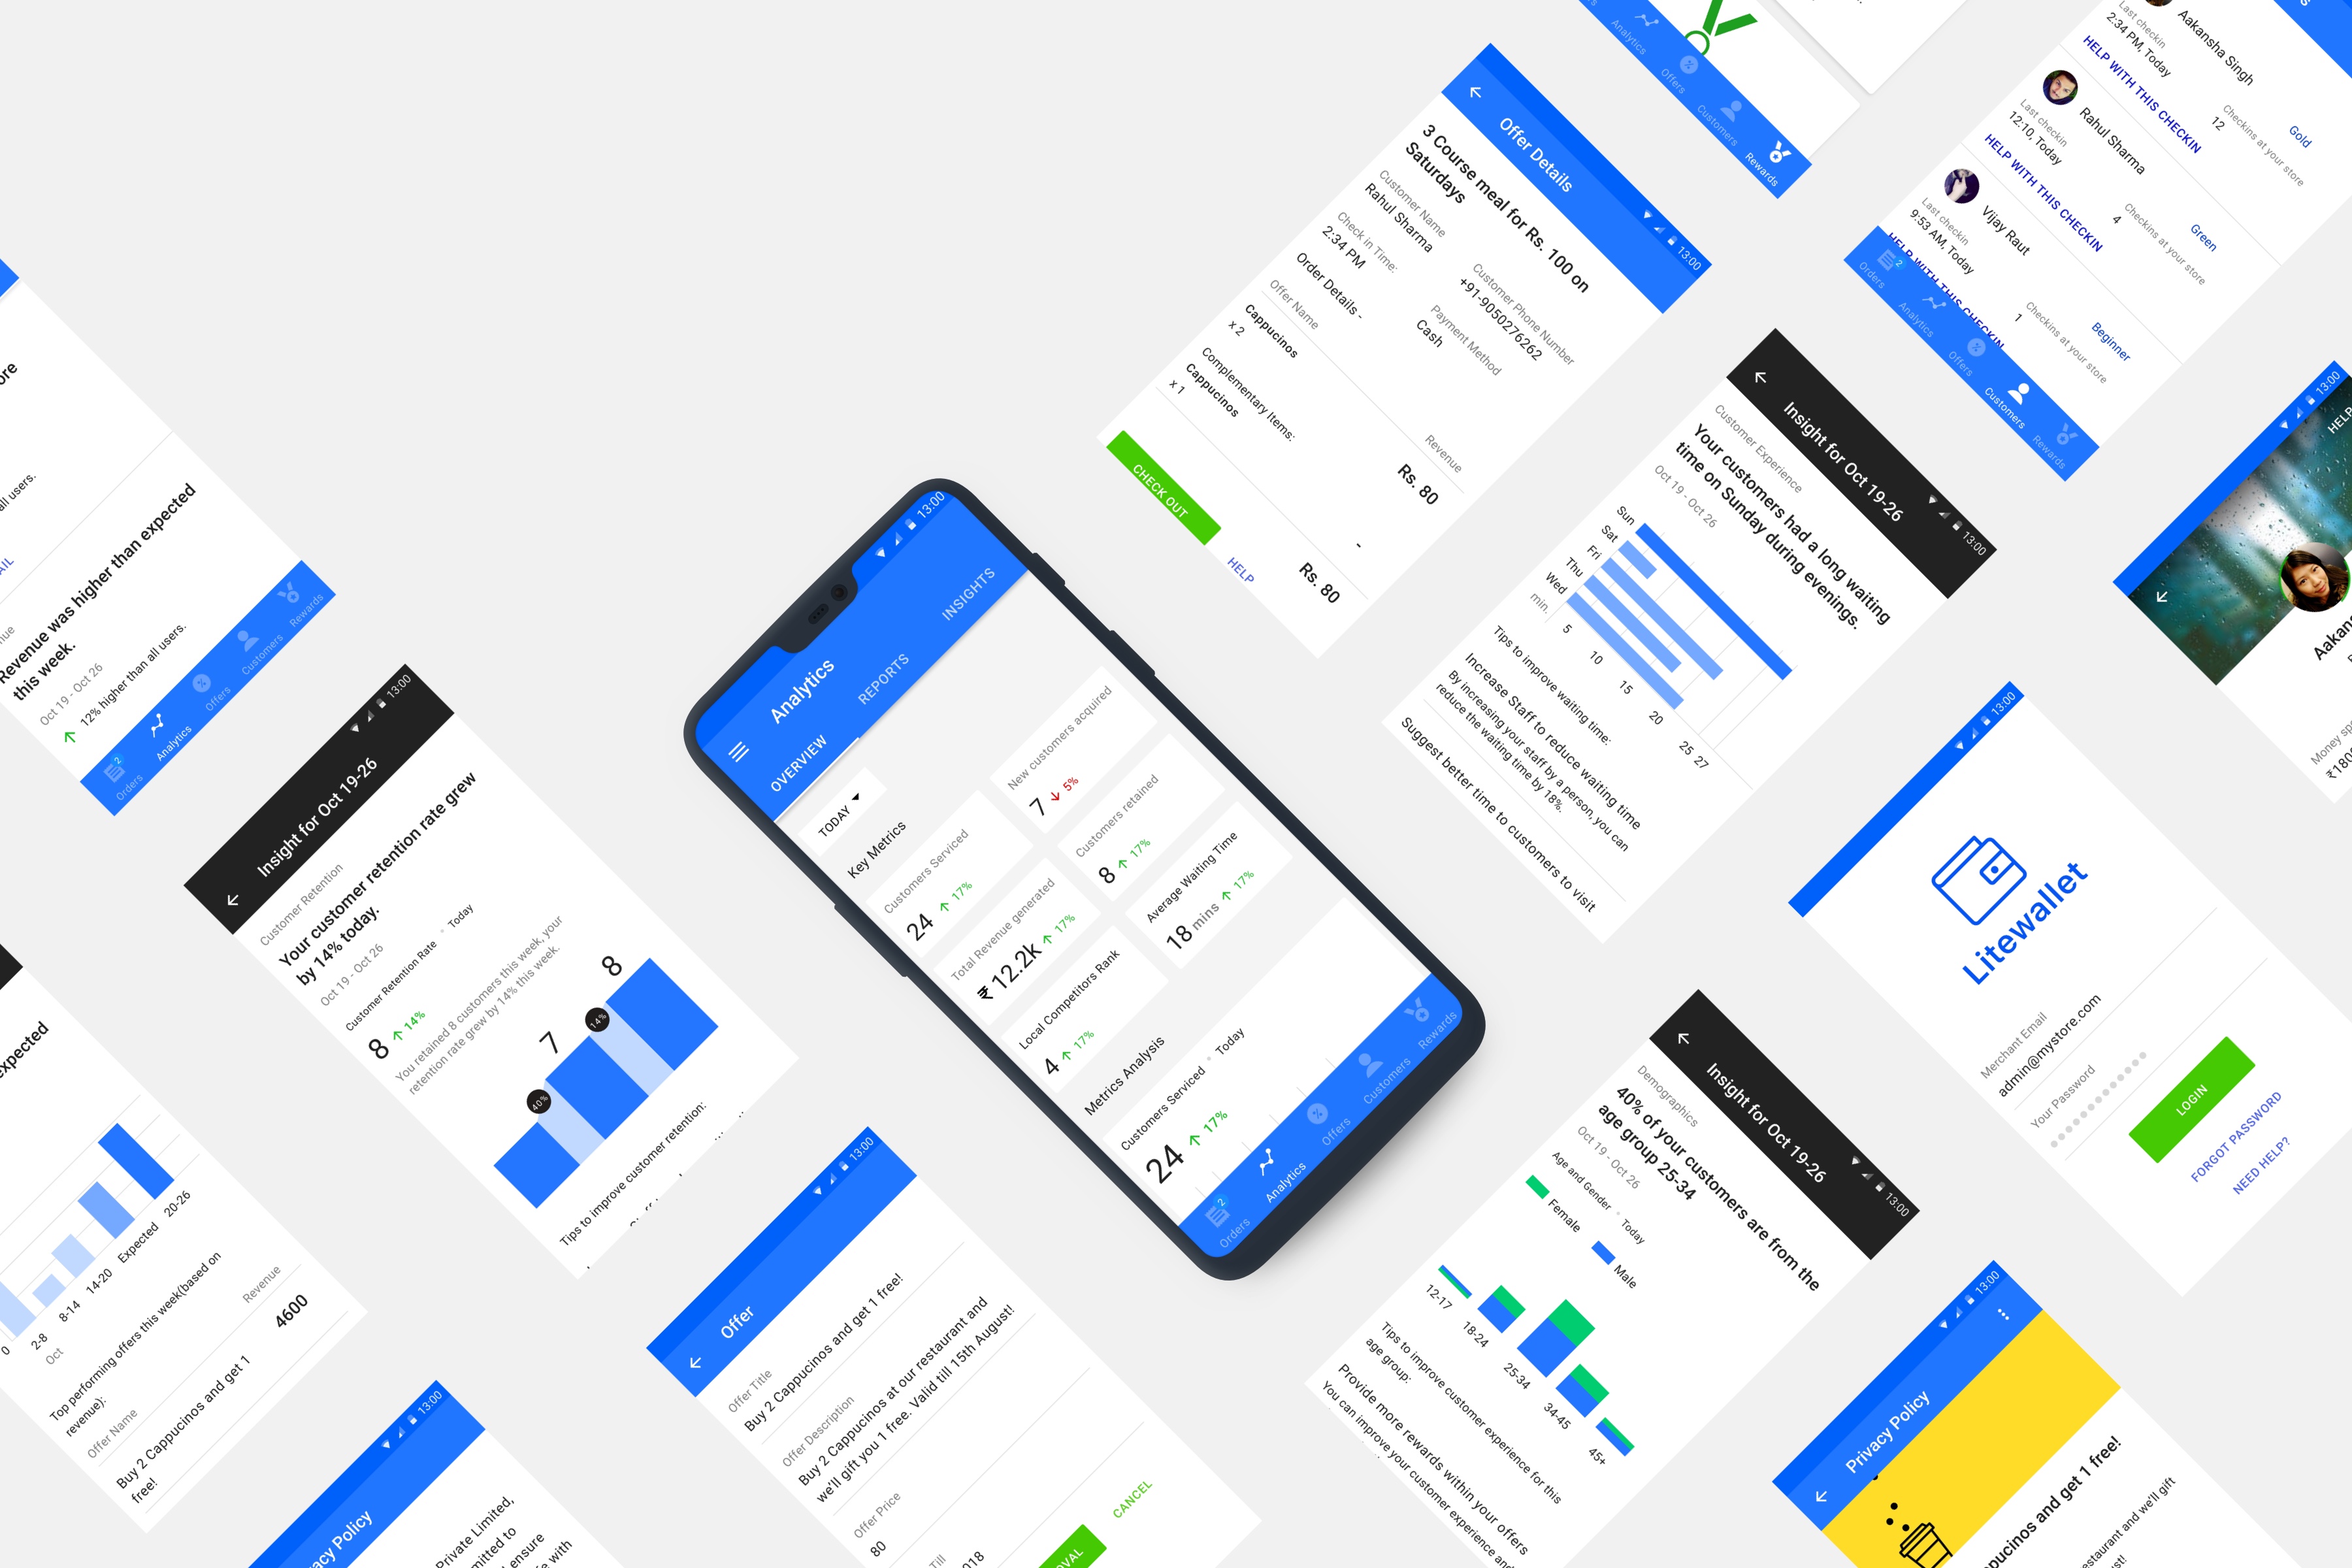 ore
all users.
AIL
Revenue was higher than expected
this week.
Oct 19 - Oct 26
12% higher than all users.
2
Orders
Analytics
Offers
Customers
Rewards
13:00
Insight for Oct 19-26
Customer Retention
Your customer retention rate grew
by 14% today.
Oct 19 - Oct 26
Customer Retention Rate • Today
8 14%
You retained 8 customers this week, your
retention rate grew by 14% this week.
40%
7
14%
8
Tips to improve customer retention:
expected
0
2-8
8-14
14-20
Expected
20-26
Oct
Top performing offers this week(based on
revenue):
Offer Name
Revenue
Buy 2 Cappucinos and get 1
free!
4600
13:00
acy Policy
Private Limited,
mitted to
ensure
e with
13:00
Offer
Offer Title
Buy 2 Cappucinos and get 1 free!
Offer Description
Buy 2 Cappucinos at our restaurant and
we'll gift you 1 free. Valid till 15th August!
Offer Price
80
Till
018
OVAL
CANCEL
13:00
Analytics
OVERVIEW
REPORTS
INSIGHTS
TODAY
Key Metrics
Customers Serviced
24 17%
New customers acquired
7 5%
Total Revenue generated
₹ 12.2k 17%
Customers retained
8 17%
Local Competitors Rank
4 17%
Average Waiting Time
18 mins 17%
Metrics Analysis
Customers Serviced • Today
24 17%
2
Orders
Analytics
Offers
Customers
Rewards
13:00
Offer Details
3 Course meal for Rs. 100 on
Saturdays
Customer Name
Rahul Sharma
Customer Phone Number
+91-9050276262
Check in Time:
2:34 PM
Payment Method
Cash
Order Details -
Offer Name
Revenue
Cappucinos
x 2
Rs. 80
Complementary Items:
Cappucinos
x 1
-
Rs. 80
CHECK OUT
HELP
Analytics
Offers
Customers
Rewards
Aakansha Singh
Last checkin
2:34 PM, Today
12
Checkins at your store
Gold
HELP WITH THIS CHECKIN
Rahul Sharma
Last checkin
12:10, Today
4
Checkins at your store
Green
HELP WITH THIS CHECKIN
Vijay Raut
Last checkin
9:53 AM, Today
1
Checkins at your store
Beginner
HELP WITH THIS CHECKIN
2
Orders
Analytics
Offers
Customers
Rewards
13:00
Insight for Oct 19-26
Customer Experience
Your customers had a long waiting
time on Sunday during evenings.
Oct 19 - Oct 26
Sun
Sat
Fri
Thu
Wed
min.
5
10
15
20
25
27
Tips to improve waiting time:
Increase Staff to reduce waiting time
By increasing your staff by a person, you can
reduce the waiting time by 18%.
Suggest better time to customers to visit
13:00
HELP
Aakan
Money sp
₹180
13:00
Litewallet
Merchant Email
admin@mystore.com
Your Password
LOGIN
FORGOT PASSWORD
NEED HELP?
13:00
Insight for Oct 19-26
Demographics
40% of your customers are from the
age group 25-34
Oct 19 - Oct 26
Age and Gender • Today
Female
Male
12-17
18-24
25-34
34-45
45+
Tips to improve customer experience for this
age group:
Provide more rewards within your offers
You can improve your customer experience and
13:00
Privacy Policy
ppucinos and get 1 free!
estaurant and we'll gift
ust!